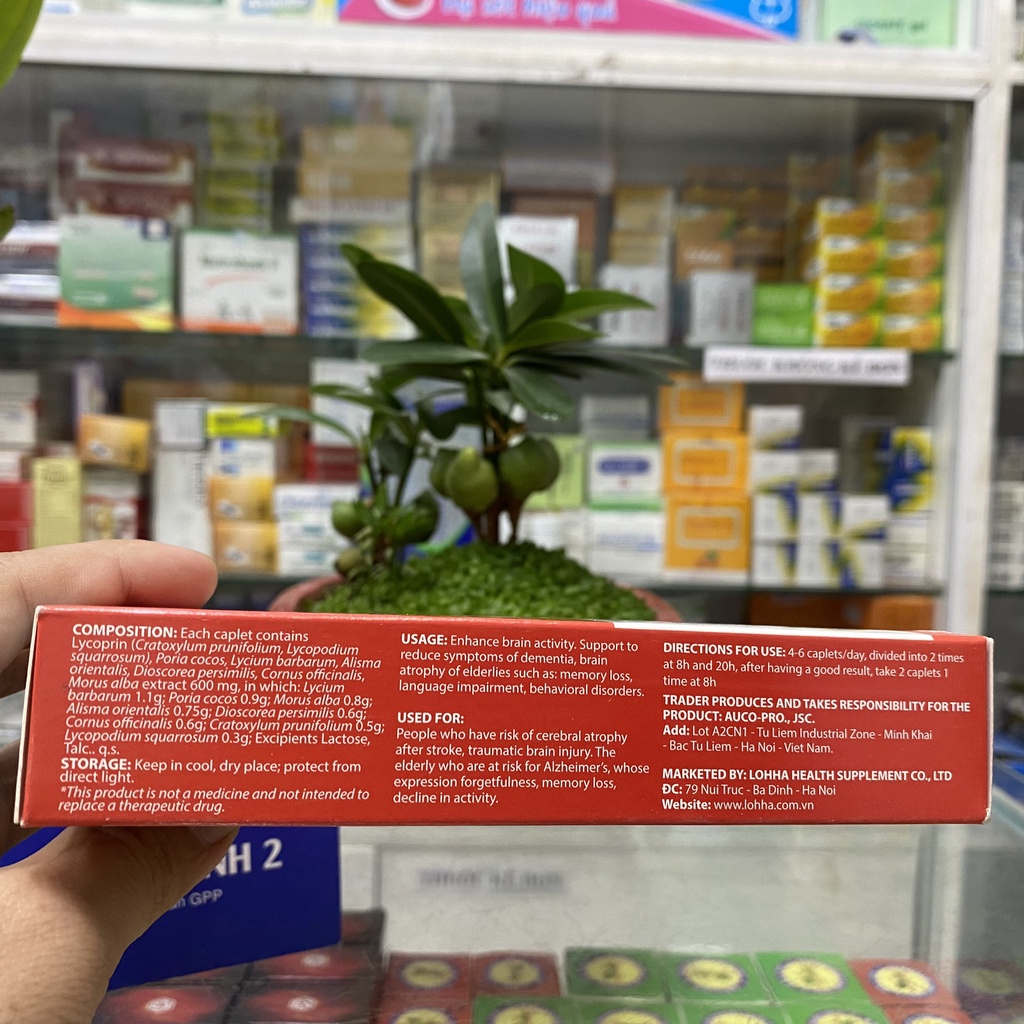 Hạ sốt hiệu quả
COMPOSITION: Each caplet contains
Lycoprin (Cratoxylum prunifolium, Lycopodium
squarrosum), Poria cocos, Lycium barbarum, Alisma
orientalis, Dioscorea persimilis, Cornus officinalis,
Morus alba extract 600 mg, in which: Lycium
barbarum 1.1g; Poria cocos 0.9g; Morus alba 0.8g;
Alisma orientalis 0.75g; Dioscorea persimilis 0.6g;
Cornus officinalis 0.6g; Cratoxylum prunifolium 0.5g;
Lycopodium squarrosum 0.3g; Excipients Lactose,
Talc.. q.s.
STORAGE: Keep in cool, dry place; protect from
direct light.
*This product is not a medicine and not intended to
replace a therapeutic drug.
USAGE: Enhance brain activity. Support to
reduce symptoms of dementia, brain
atrophy of elderlies such as: memory loss,
language impairment, behavioral disorders.
USED FOR:
People who have risk of cerebral atrophy
after stroke, traumatic brain injury. The
elderly who are at risk for Alzheimer's, whose
expression forgetfulness, memory loss,
decline in activity.
DIRECTIONS FOR USE: 4-6 caplets/day, divided into 2 times
at 8h and 20h, after having a good result, take 2 caplets 1
time at 8h
TRADER PRODUCES AND TAKES RESPONSIBILITY FOR THE
PRODUCT: AUCO-PRO., JSC.
Add: Lot A2CN1 - Tu Liem Industrial Zone - Minh Khai
- Bac Tu Liem - Ha Noi - Viet Nam.
MARKETED BY: LOHHA HEALTH SUPPLEMENT CO., LTD
ĐC: 79 Nui Truc - Ba Dinh - Ha Noi
Website: www.lohha.com.vn
NH 2
GPP